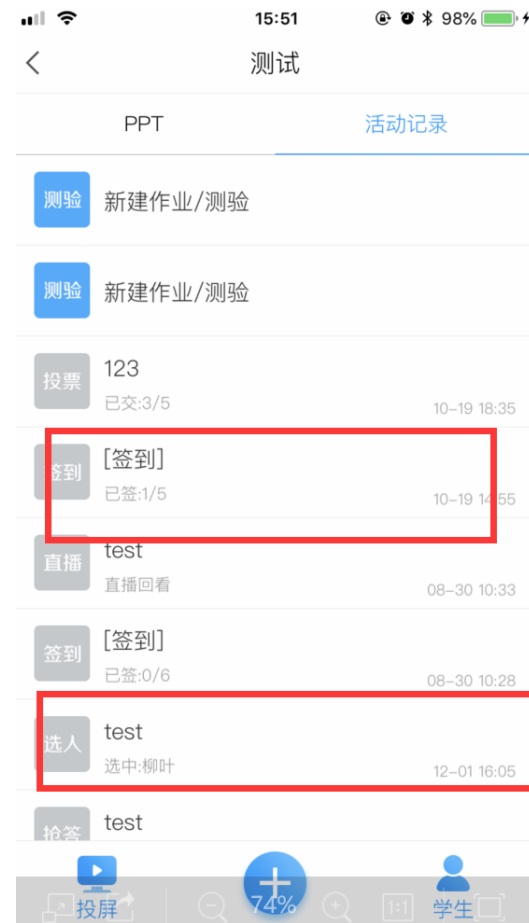 15:51
98%
测试
PPT
活动记录
测验
新建作业/测验
测验
新建作业/测验
投票
123
已交:3/5
10-19 18:35
签到
[签到]
已签:1/5
10-19 14:55
直播
test
直播回看
08-30 10:33
签到
[签到]
已签:0/6
08-30 10:28
选人
test
选中:柳叶
12-01 16:05
抢答
test
投屏
74%
1:1
学生